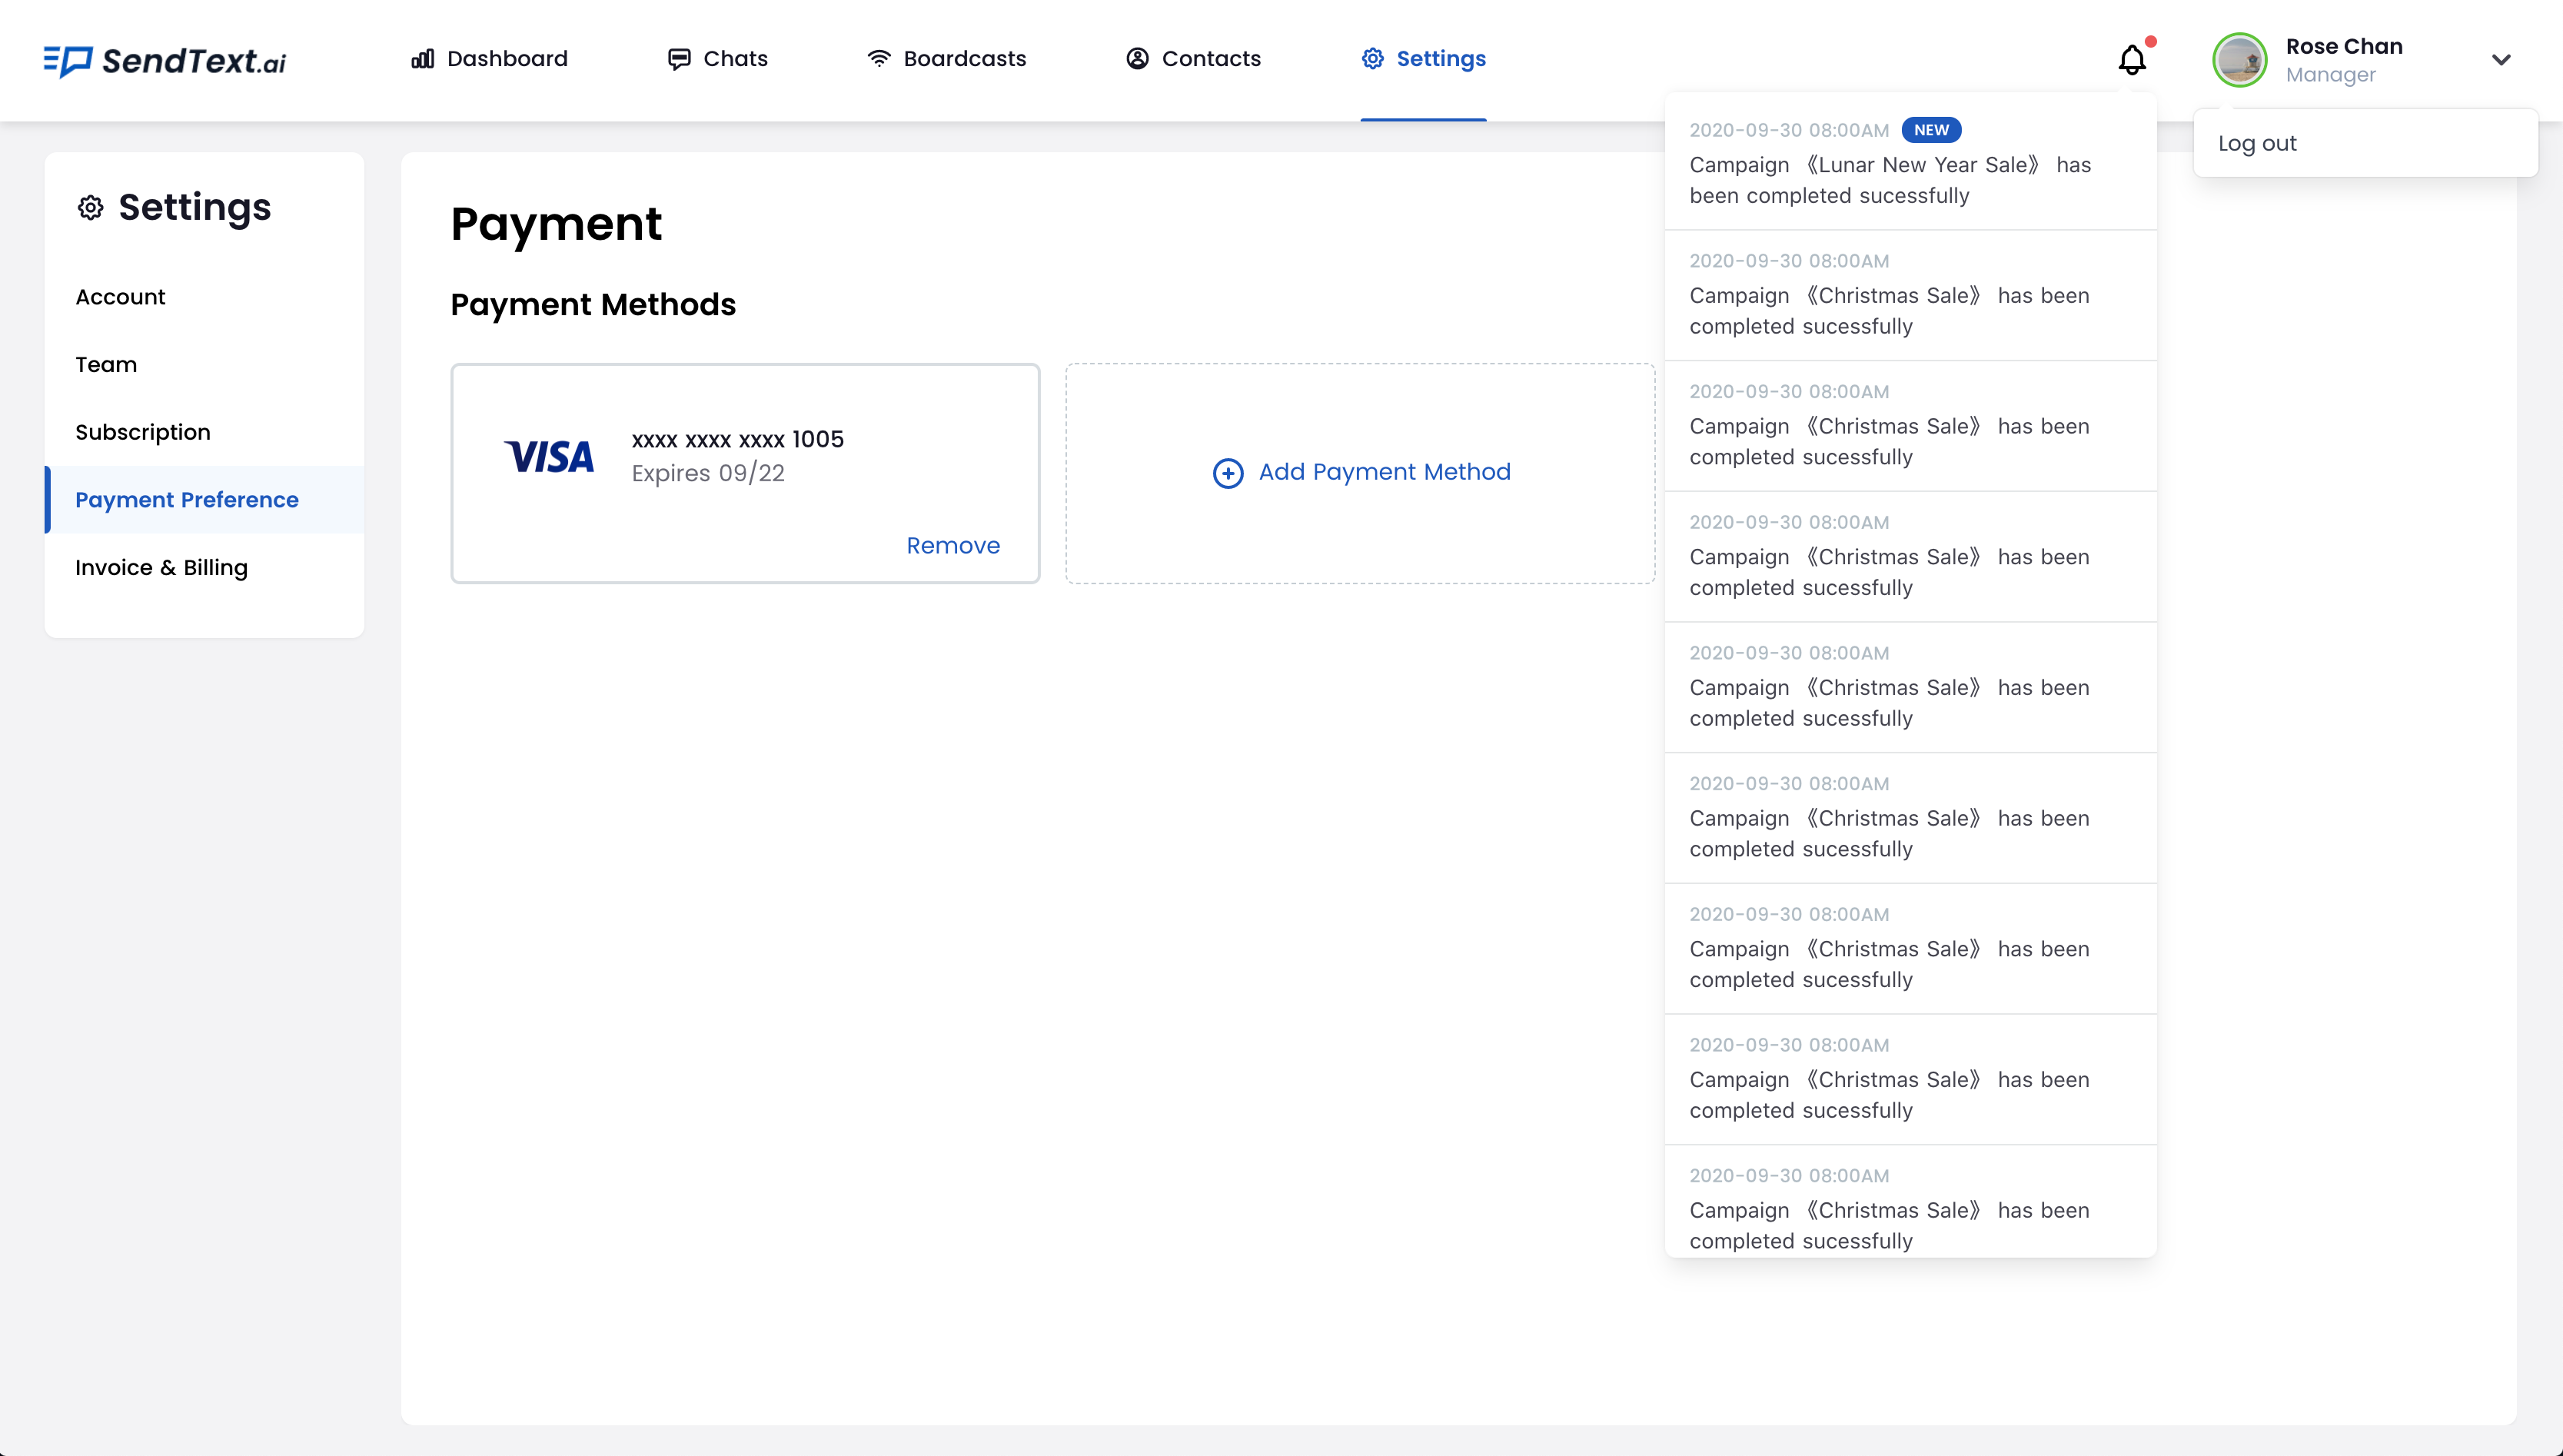 SendText.ai
Dashboard
Chats
Boardcasts
Contacts
Settings
Rose Chan
Manager
Log out
Settings
Account
Team
Subscription
Payment Preference
Invoice & Billing
Payment
Payment Methods
VISA
xxxx xxxx xxxx 1005
Expires 09/22
Remove
Add Payment Method
2020-09-30 08:00AM NEW
Campaign 《Lunar New Year Sale》 has
been completed sucessfully
2020-09-30 08:00AM
Campaign 《Christmas Sale》 has been
completed sucessfully
2020-09-30 08:00AM
Campaign 《Christmas Sale》 has been
completed sucessfully
2020-09-30 08:00AM
Campaign 《Christmas Sale》 has been
completed sucessfully
2020-09-30 08:00AM
Campaign 《Christmas Sale》 has been
completed sucessfully
2020-09-30 08:00AM
Campaign 《Christmas Sale》 has been
completed sucessfully
2020-09-30 08:00AM
Campaign 《Christmas Sale》 has been
completed sucessfully
2020-09-30 08:00AM
Campaign 《Christmas Sale》 has been
completed sucessfully
2020-09-30 08:00AM
Campaign 《Christmas Sale》 has been
completed sucessfully